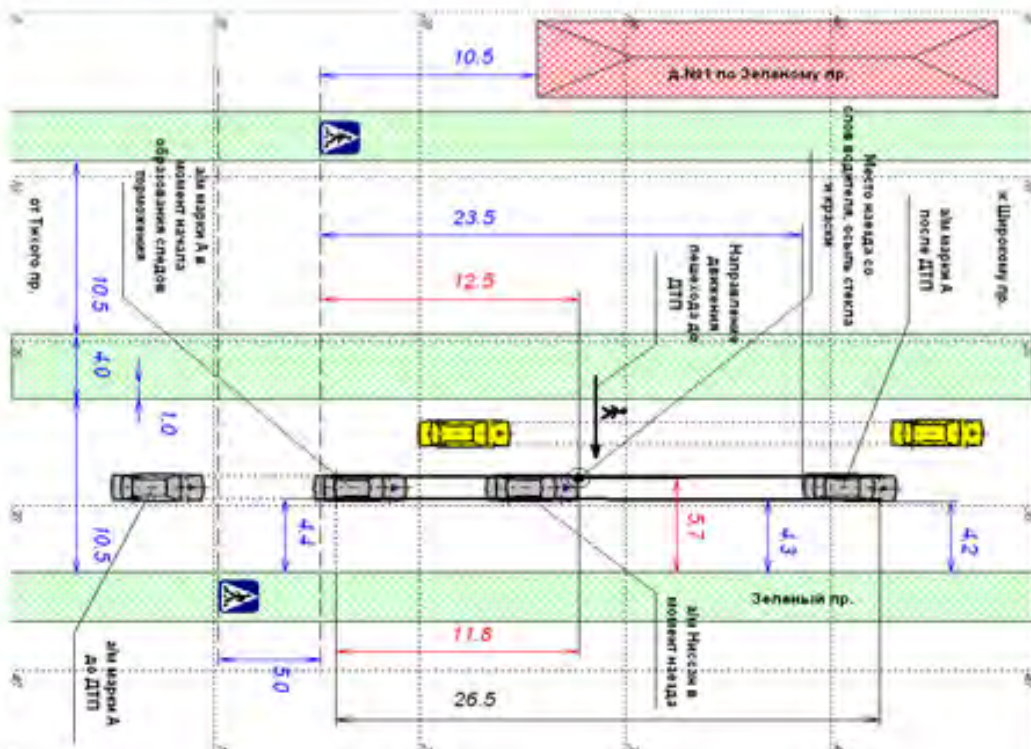 10.5
д.№1 по Зеленому пр.
а/м марки А в
момент начала
образования следов
торможения
от Тихого пр.
23.5
12.5
Направление
движения
пешехода до
ДТП
Место наезда со
слов водителя, осыпь стекла
и краски
а/м марки А
после ДТП
к Широкому пр.
10.5
4.0
1.0
10.5
4.4
5.7
4.3
4.2
Зеленый пр.
а/м марки А
до ДТП
5.0
11.8
а/м Ниссан в
момент наезда
26.5